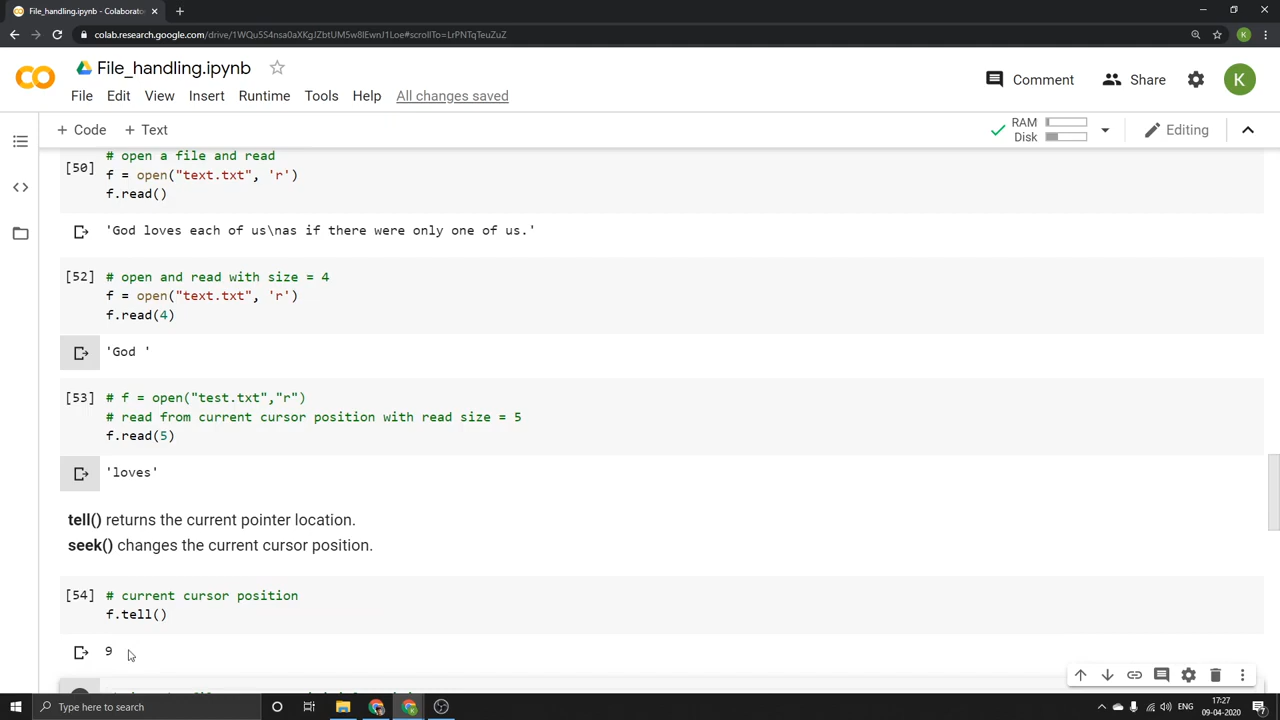 File_handling.ipynb - Colaborato
colab.research.google.com/drive/1WQu5S4nsa0aXKgJZbtUM5w8lEwnJ1Loe#scrollTo=LrPNTqTeuZuZ
K
CO
File_handling.ipynb
Comment
Share
K
File Edit View Insert Runtime Tools Help All changes saved
+ Code + Text
RAM
Disk
Editing
# open a file and read
[50] f = open("text.txt", 'r')
f.read()
'God loves each of us\nas if there were only one of us.'
[52] # open and read with size = 4
f = open("text.txt", 'r')
f.read(4)
'God '
[53] # f = open("test.txt","r")
# read from current cursor position with read size = 5
f.read(5)
'loves'
tell() returns the current pointer location.
seek() changes the current cursor position.
[54] # current cursor position
f.tell()
9
Type here to search
ENG
17:27
09-04-2020